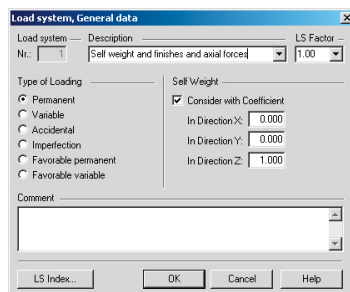 Load system, General data
Load system Description LS Factor
Nr.: 1 Self weight and finishes and axial forces 1.00
Type of Loading Self Weight
Permanent
Consider with Coefficient
Variable
In Direction X: 0.000
Accidental
Imperfection
In Direction Y: 0.000
Favorable permanent
In Direction Z: 1.000
Favorable variable
Comment
LS Index... OK Cancel Help